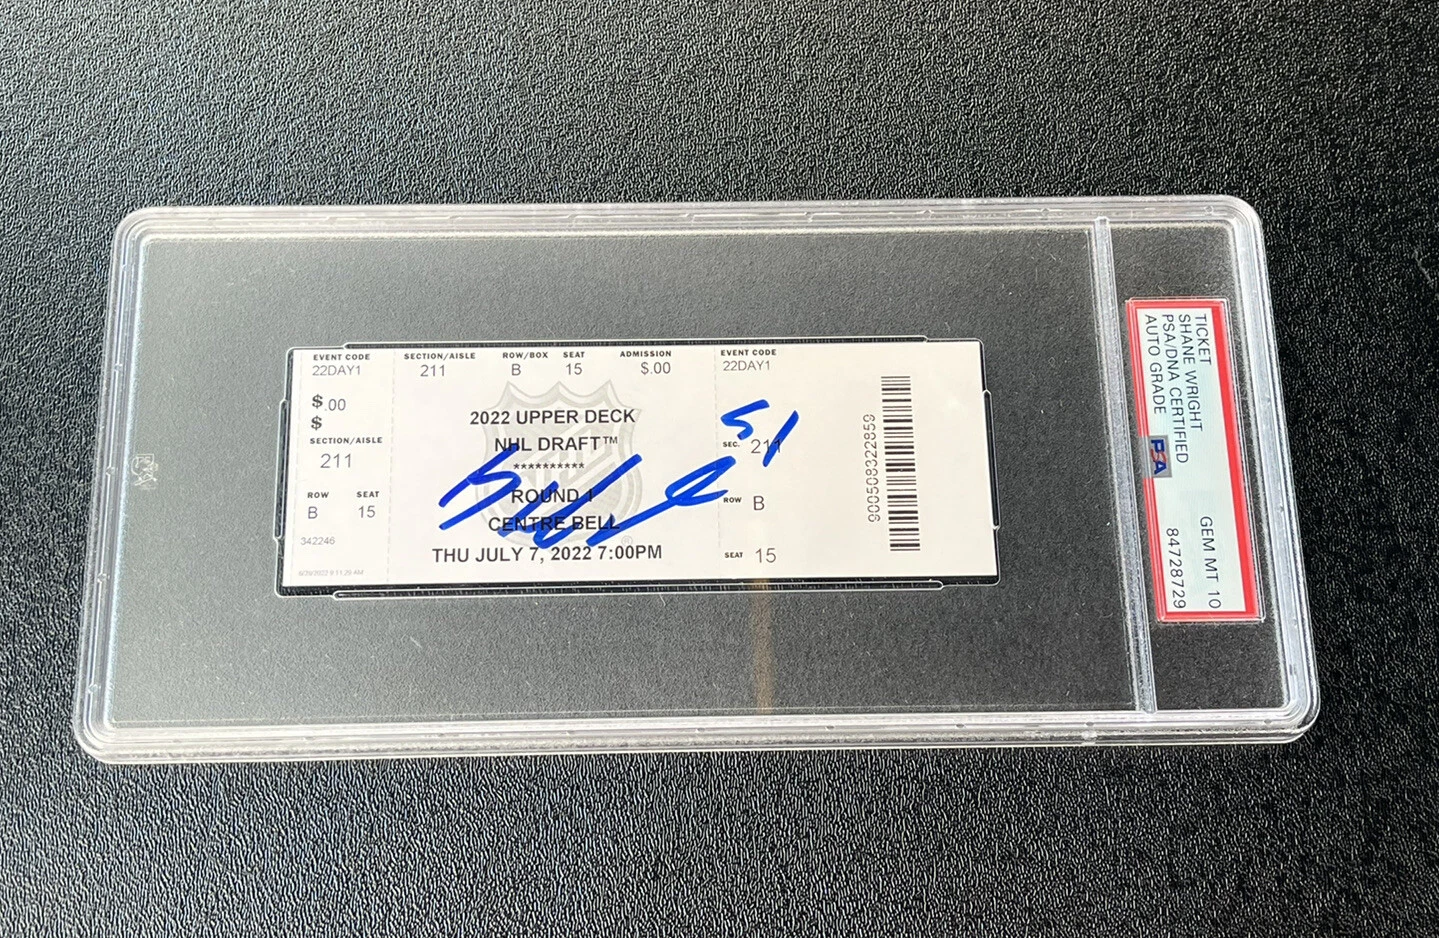 EVENT CODE
22DAY1
$.00
$
SECTION/AISLE
211
ROW SEAT
B 15
342246
SECTION/AISLE ROW/BOX SEAT ADMISSION
211 B 15 $.00
2022 UPPER DECK
NHL DRAFT™
**********
ROUND 1
CENTRE BELL
THU JULY 7, 2022 7:00PM
EVENT CODE
22DAY1
51
SEC. 211
ROW B
SEAT 15
900508322859
TICKET
SHANE WRIGHT
PSA/DNA CERTIFIED
AUTO GRADE
PSA
GEM MT 10
84728729